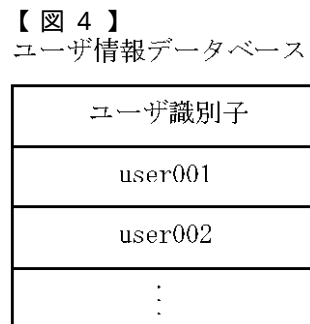 【図４】
ユーザ情報データベース
ユーザ識別子
user001
user002
⋮